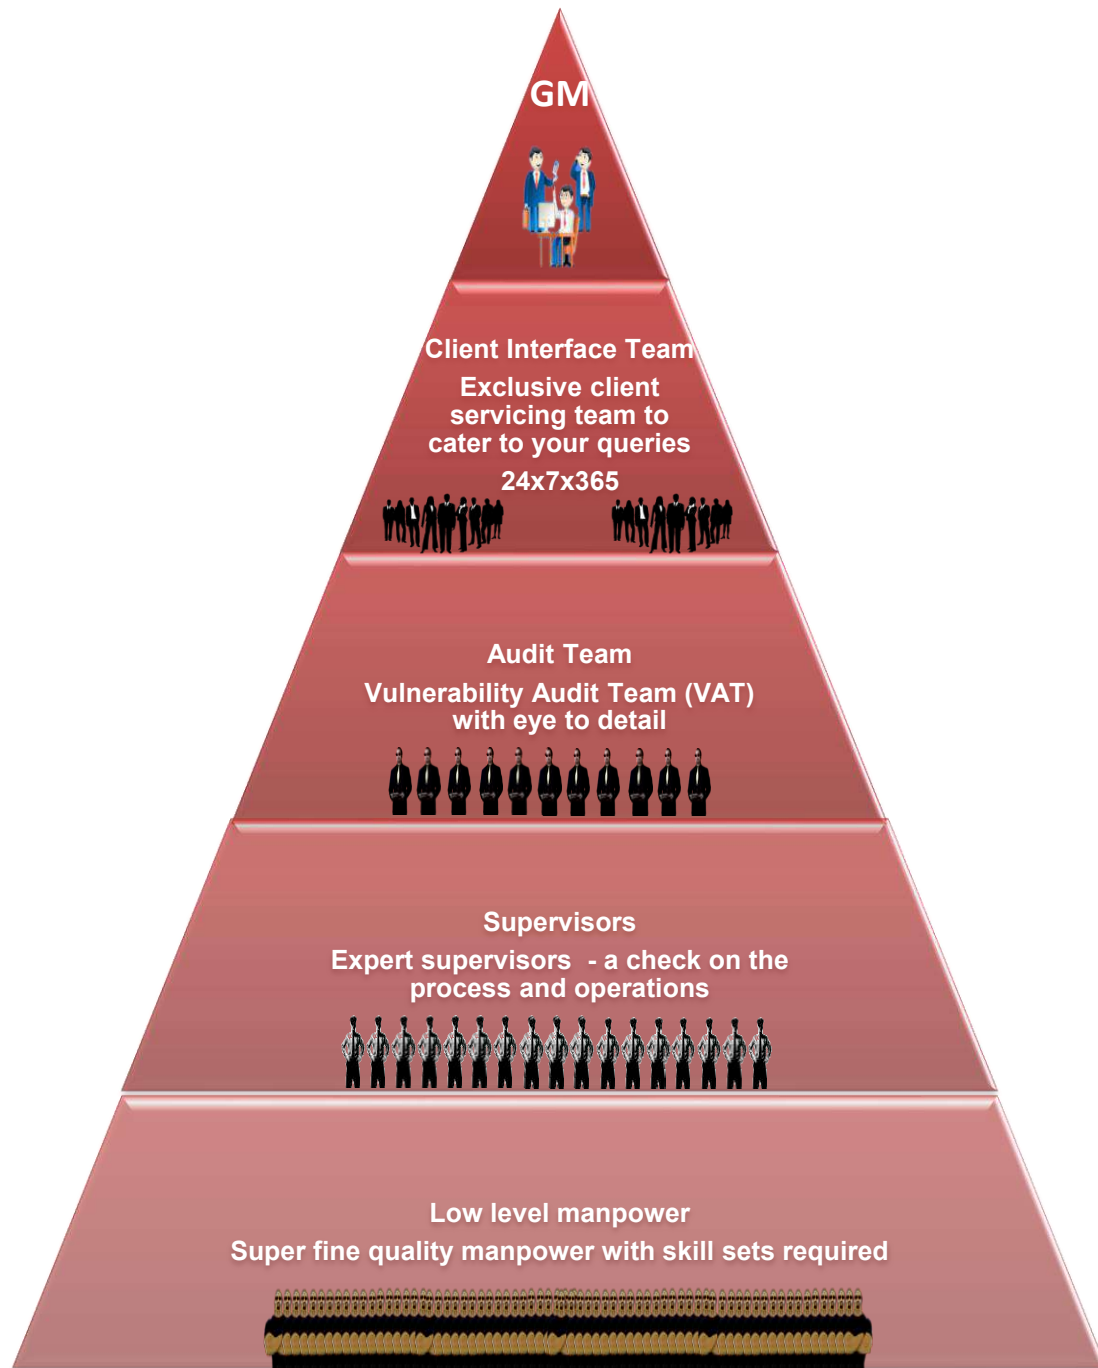 GM
Client Interface Team
Exclusive client
servicing team to
cater to your queries
24x7x365
Audit Team
Vulnerability Audit Team (VAT)
with eye to detail
Supervisors
Expert supervisors - a check on the
process and operations
Low level manpower
Super fine quality manpower with skill sets required